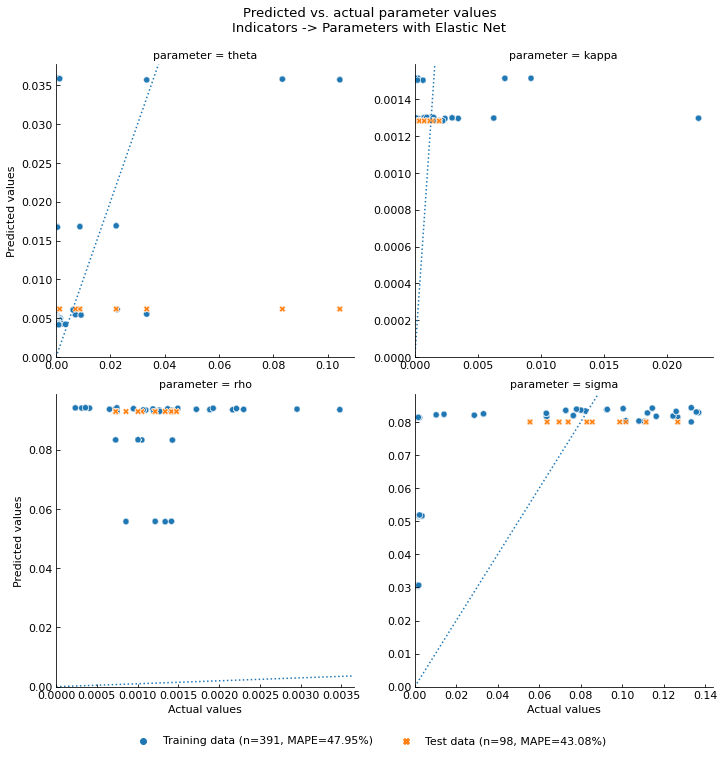 Predicted vs. actual parameter values
Indicators -> Parameters with Elastic Net
parameter = theta
parameter = kappa
Predicted values
0.035
0.030
0.025
0.020
0.015
0.010
0.005
0.000
0.00 0.02 0.04 0.06 0.08 0.10
0.0014
0.0012
0.0010
0.0008
0.0006
0.0004
0.0002
0.0000
0.000 0.005 0.010 0.015 0.020
parameter = rho
parameter = sigma
Predicted values
0.08
0.06
0.04
0.02
0.00
0.0000 0.0005 0.0010 0.0015 0.0020 0.0025 0.0030 0.0035
Actual values
0.08
0.07
0.06
0.05
0.04
0.03
0.02
0.01
0.00
0.00 0.02 0.04 0.06 0.08 0.10 0.12 0.14
Actual values
Training data (n=391, MAPE=47.95%)
Test data (n=98, MAPE=43.08%)